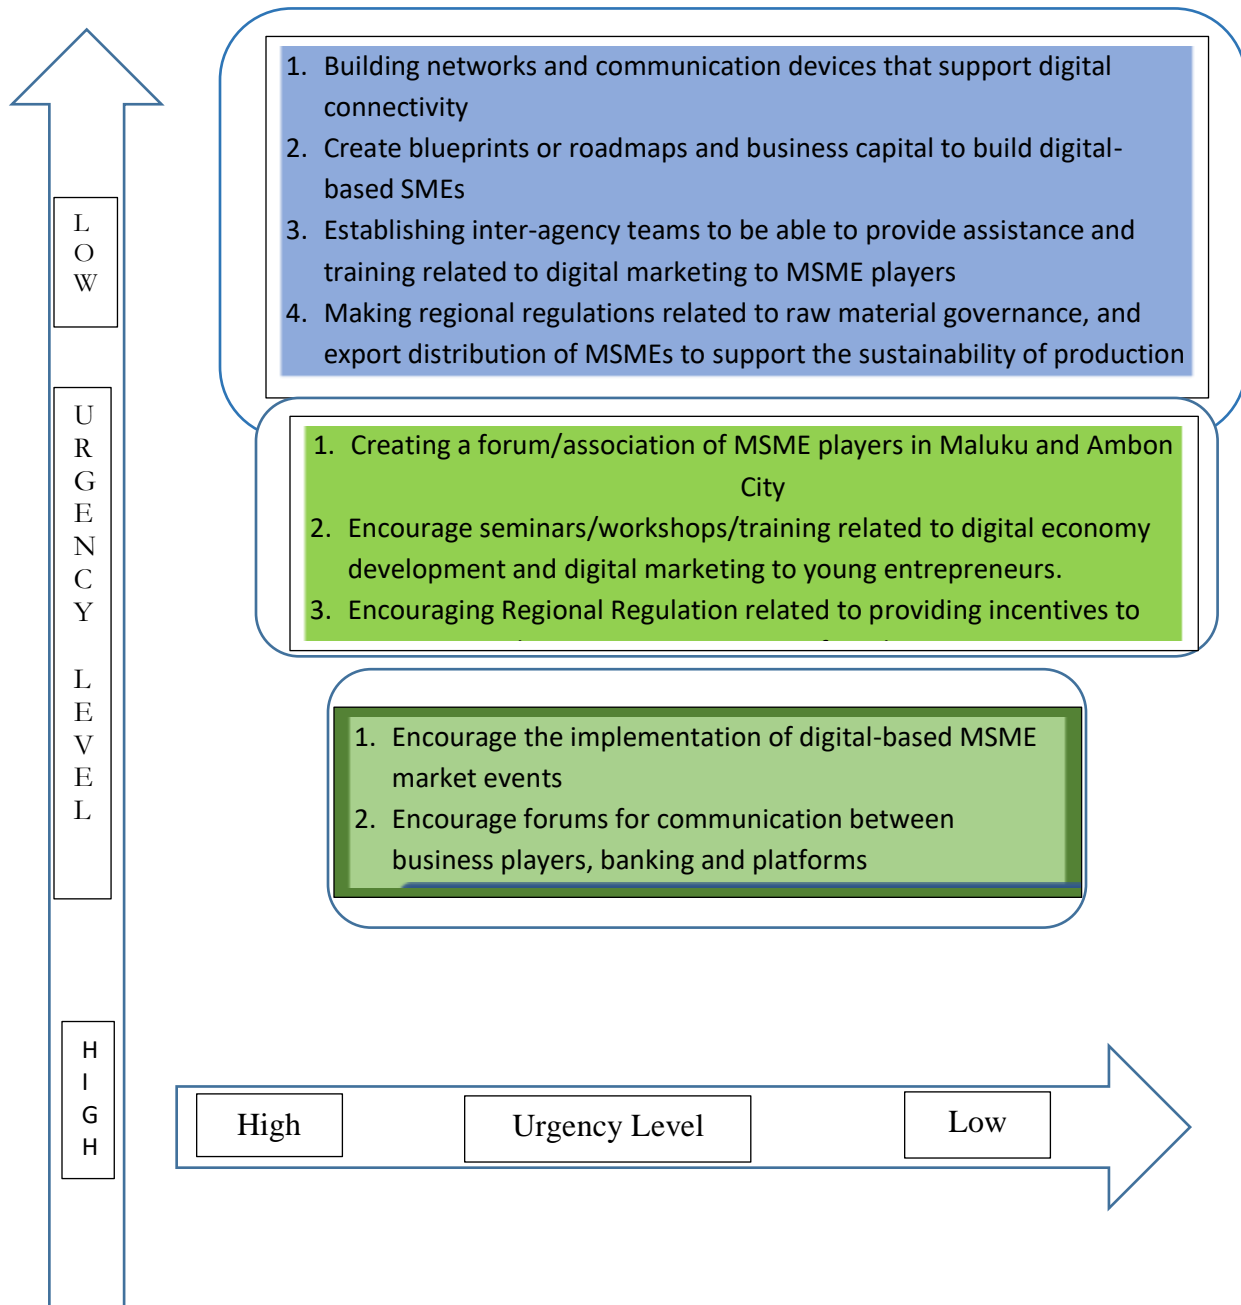 1. Building networks and communication devices that support digital
connectivity
2. Create blueprints or roadmaps and business capital to build digital-
based SMEs
3. Establishing inter-agency teams to be able to provide assistance and
training related to digital marketing to MSME players
4. Making regional regulations related to raw material governance, and
export distribution of MSMEs to support the sustainability of production
LOW
URGENCY LEVEL
1. Creating a forum/association of MSME players in Maluku and Ambon
City
2. Encourage seminars/workshops/training related to digital economy
development and digital marketing to young entrepreneurs.
3. Encouraging Regional Regulation related to providing incentives to
1. Encourage the implementation of digital-based MSME
market events
2. Encourage forums for communication between
business players, banking and platforms
HIGH
High
Urgency Level
Low